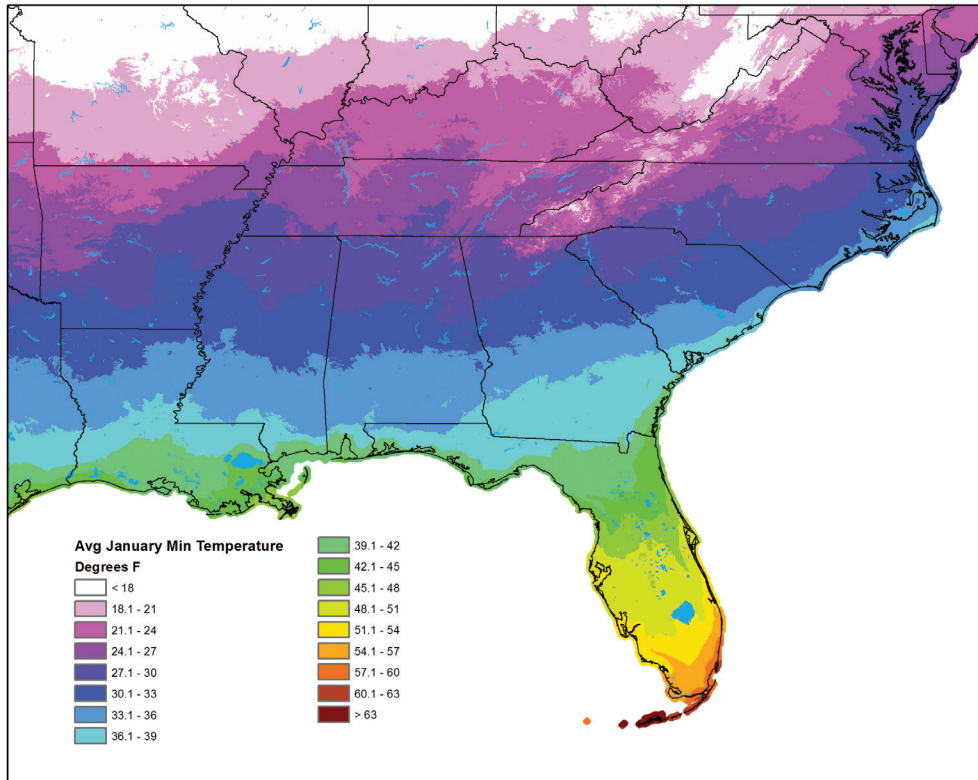 Avg January Min Temperature
Degrees F
< 18
18.1 - 21
21.1 - 24
24.1 - 27
27.1 - 30
30.1 - 33
33.1 - 36
36.1 - 39
39.1 - 42
42.1 - 45
45.1 - 48
48.1 - 51
51.1 - 54
54.1 - 57
57.1 - 60
60.1 - 63
> 63